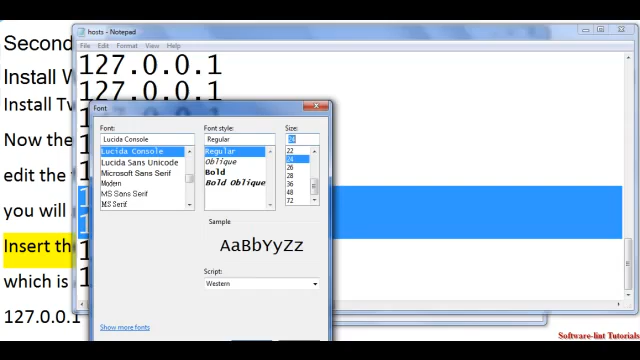 Second
Install W
Install Tv
Now the
edit the f
you will
Insert th
which is
127.0.0.1
hosts - Notepad
File Edit Format View Help
127.0.0.1
127.0.0.1
Font
Font: Font style: Size:
Lucida Console Regular 24
Lucida Console Regular 22
Lucida Sans Unicode Oblique 24
Microsoft Sans Serif Bold 26
Modern Bold Oblique 28
MS Sans Serif 36
MS Serif 48
72
Sample
AaBbYyZz
Script:
Western
Show more fonts
Software-lint Tutorials